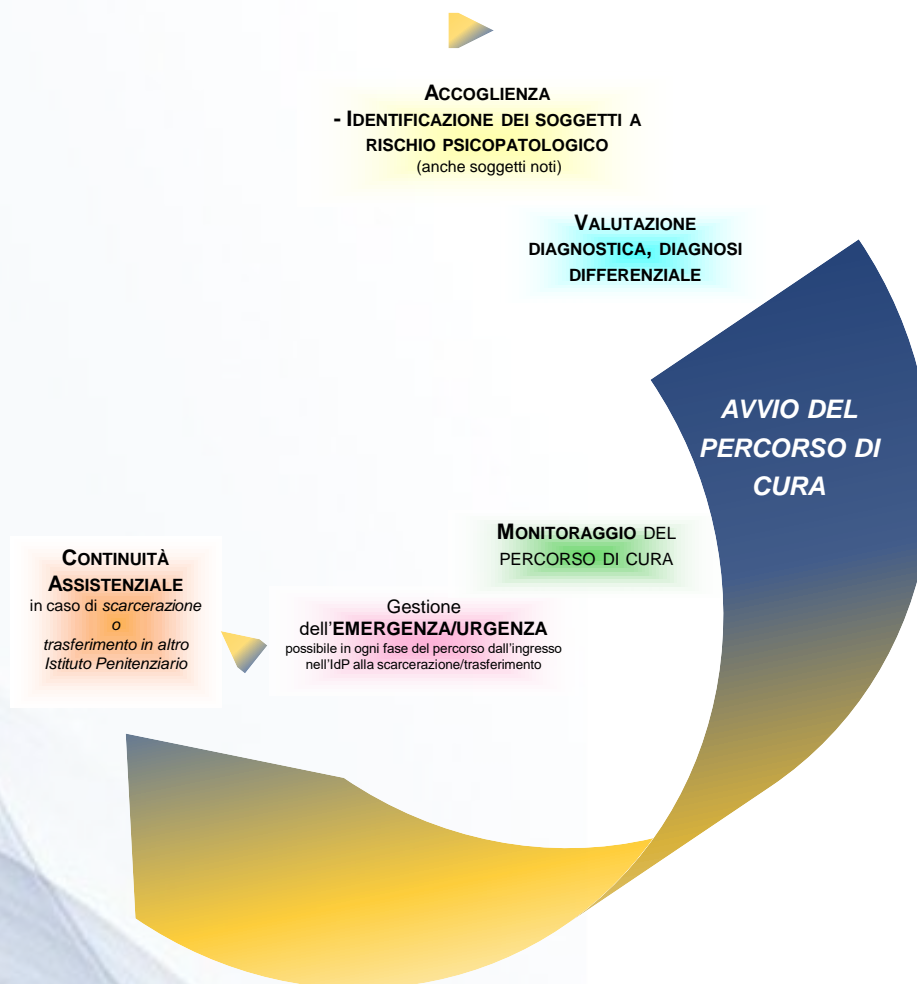 ACCOGLIENZA
- IDENTIFICAZIONE DEI SOGGETTI A
RISCHIO PSICOPATOLOGICO
(anche soggetti noti)
VALUTAZIONE
DIAGNOSTICA, DIAGNOSI
DIFFERENZIALE
AVVIO DEL
PERCORSO DI
CURA
MONITORAGGIO DEL
PERCORSO DI CURA
Gestione
dell'EMERGENZA/URGENZA
possibile in ogni fase del percorso dall'ingresso
nell'IdP alla scarcerazione/trasferimento
CONTINUITÀ
ASSISTENZIALE
in caso di scarcerazione
o
trasferimento in altro
Istituto Penitenziario